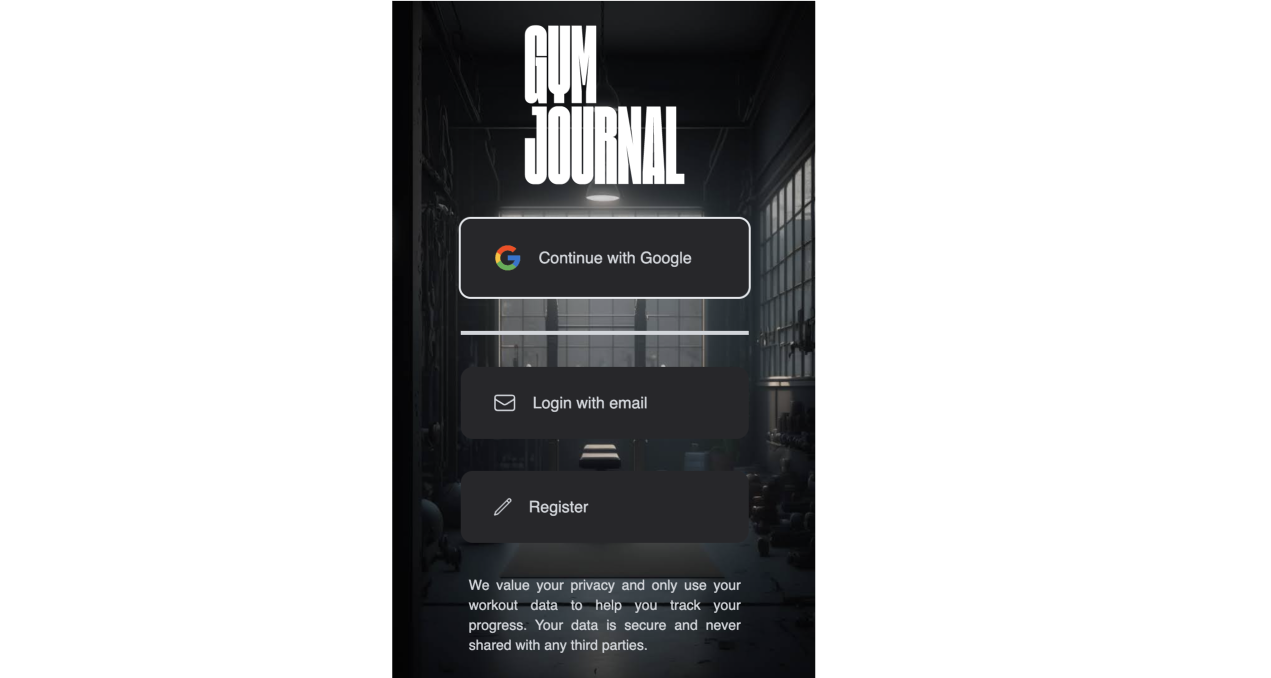 GYM
JOURNAL
Continue with Google
Login with email
Register
We value your privacy and only use your
workout data to help you track your
progress. Your data is secure and never
shared with any third parties.